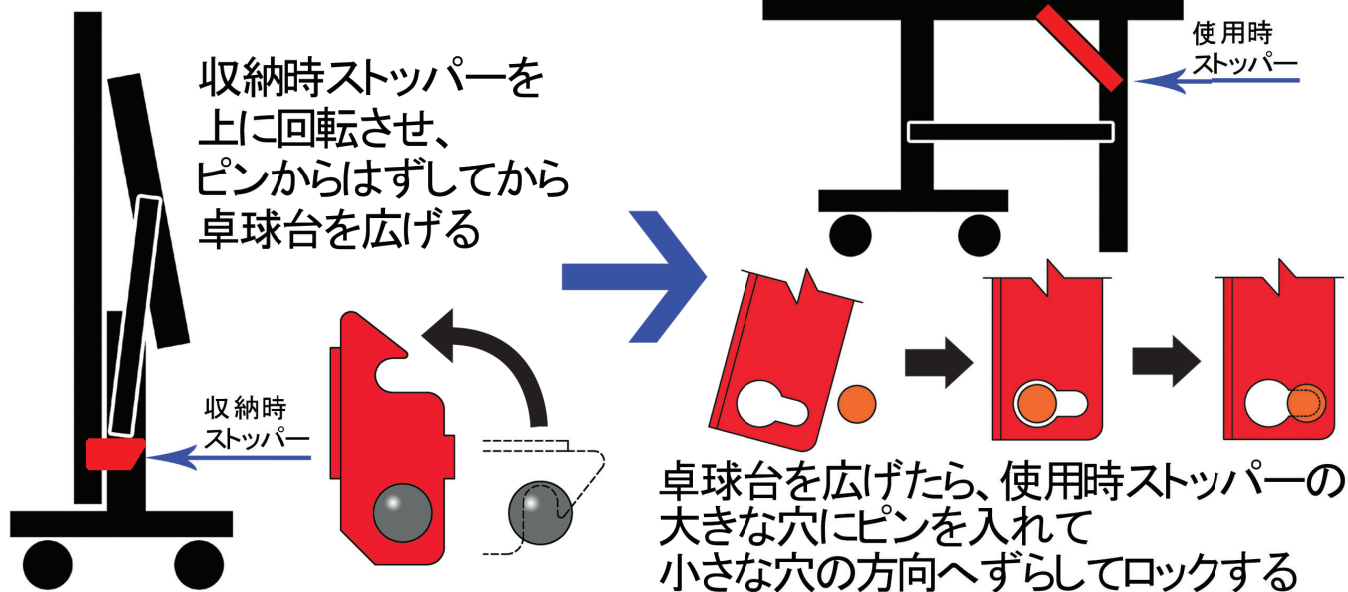 収納時ストッパーを
上に回転させ、
ピンからはずしてから
卓球台を広げる
収納時
ストッパー
使用時
ストッパー
卓球台を広げたら、使用時ストッパーの
大きな穴にピンを入れて
小さな穴の方向へずらしてロックする